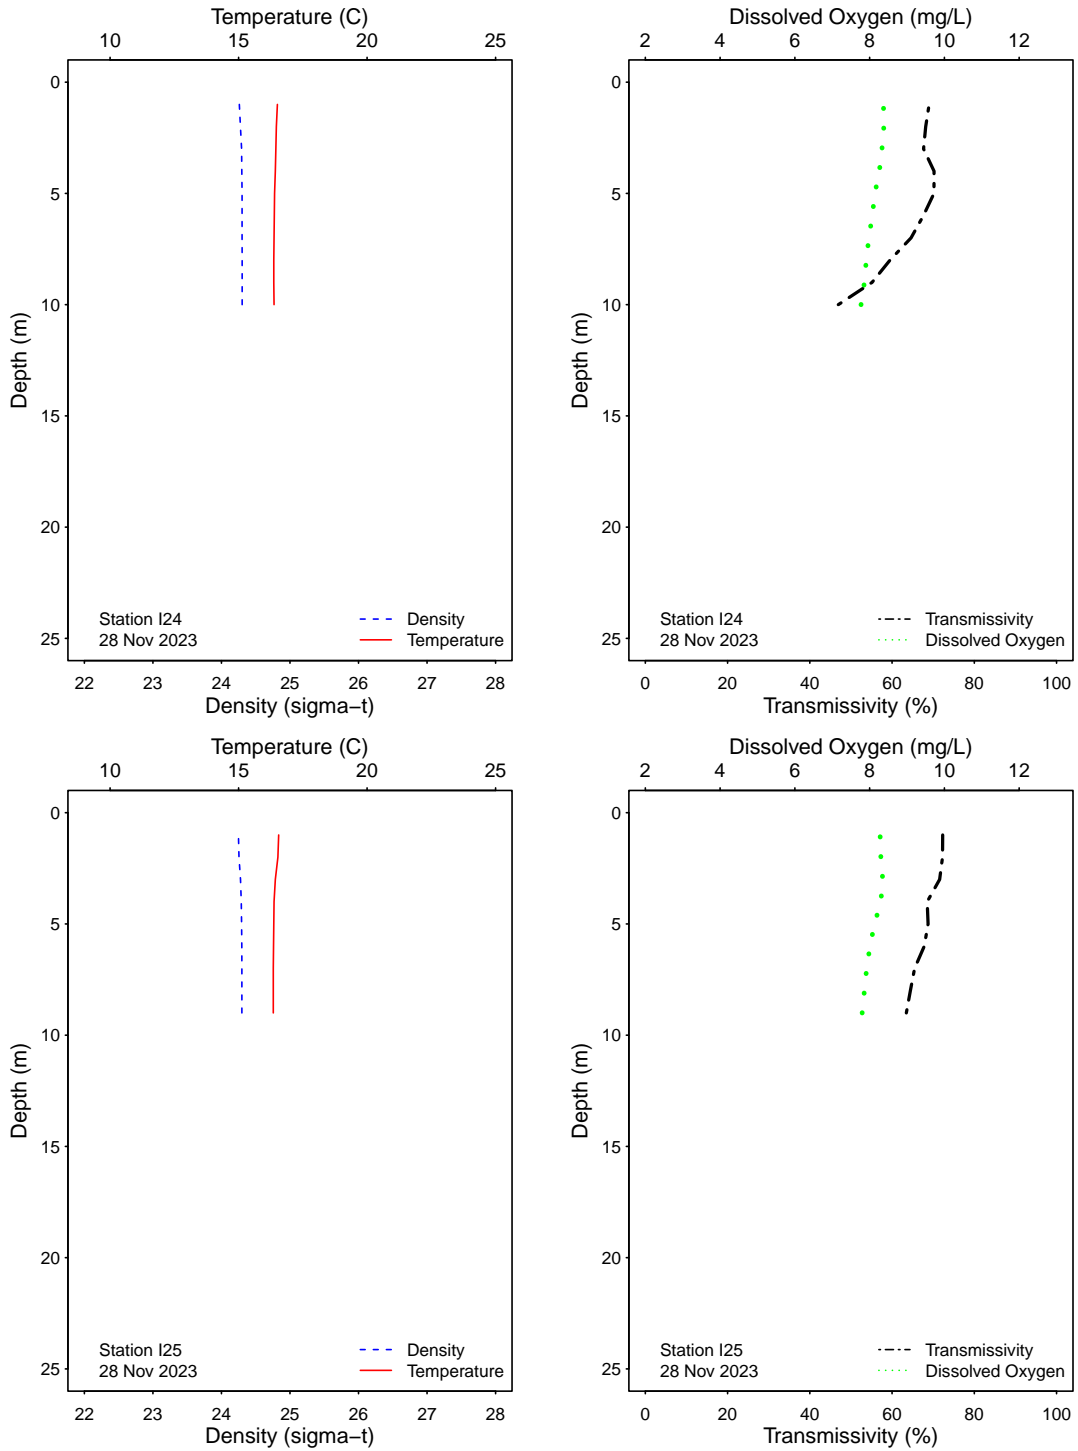 Temperature (C)
10 15 20 25
0
5
10
15
20
25
Depth (m)
Station I24
28 Nov 2023
Density
Temperature
22 23 24 25 26 27 28
Density (sigma−t)
Dissolved Oxygen (mg/L)
2 4 6 8 10 12
0
5
10
15
20
25
Depth (m)
Station I24
28 Nov 2023
Transmissivity
Dissolved Oxygen
0 20 40 60 80 100
Transmissivity (%)
Temperature (C)
10 15 20 25
0
5
10
15
20
25
Depth (m)
Station I25
28 Nov 2023
Density
Temperature
22 23 24 25 26 27 28
Density (sigma−t)
Dissolved Oxygen (mg/L)
2 4 6 8 10 12
0
5
10
15
20
25
Depth (m)
Station I25
28 Nov 2023
Transmissivity
Dissolved Oxygen
0 20 40 60 80 100
Transmissivity (%)